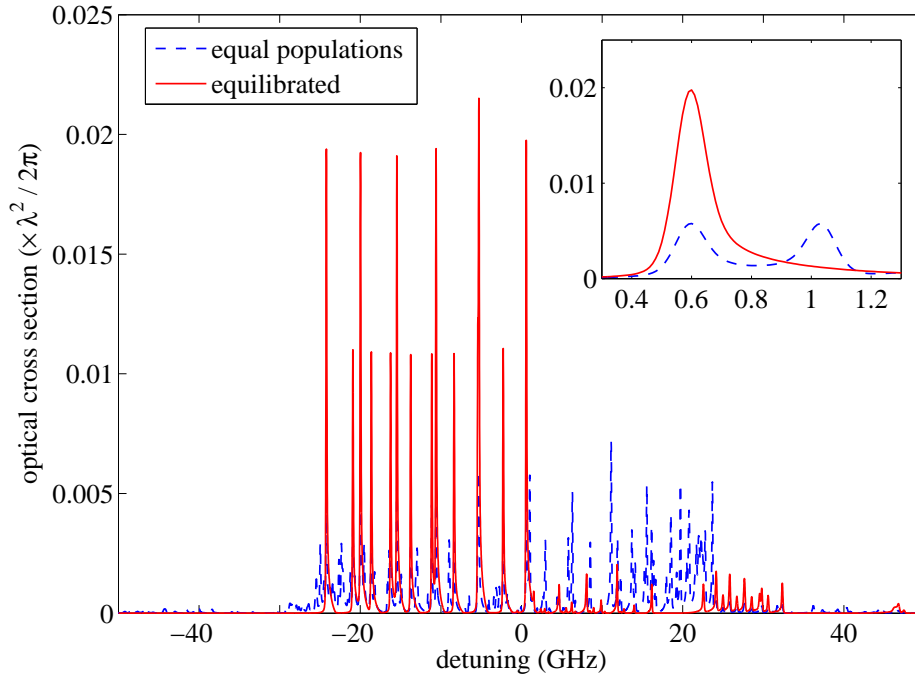 0.025
0.02
0.015
0.01
0.005
0
optical cross section (× λ² / 2π)
equal populations
equilibrated
0.02
0.01
0
0.4 0.6 0.8 1 1.2
−40 −20 0 20 40
detuning (GHz)